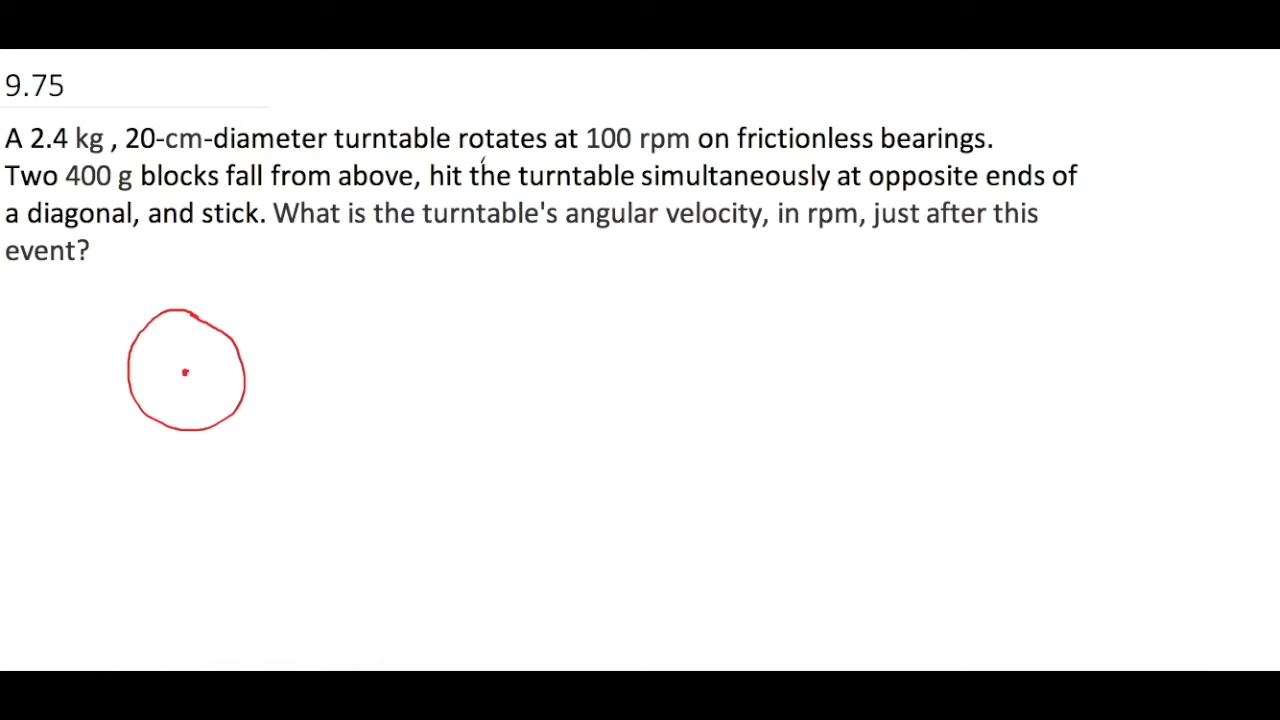 9.75
A 2.4 kg , 20-cm-diameter turntable rotates at 100 rpm on frictionless bearings.
Two 400 g blocks fall from above, hit the turntable simultaneously at opposite ends of
a diagonal, and stick. What is the turntable's angular velocity, in rpm, just after this
event?